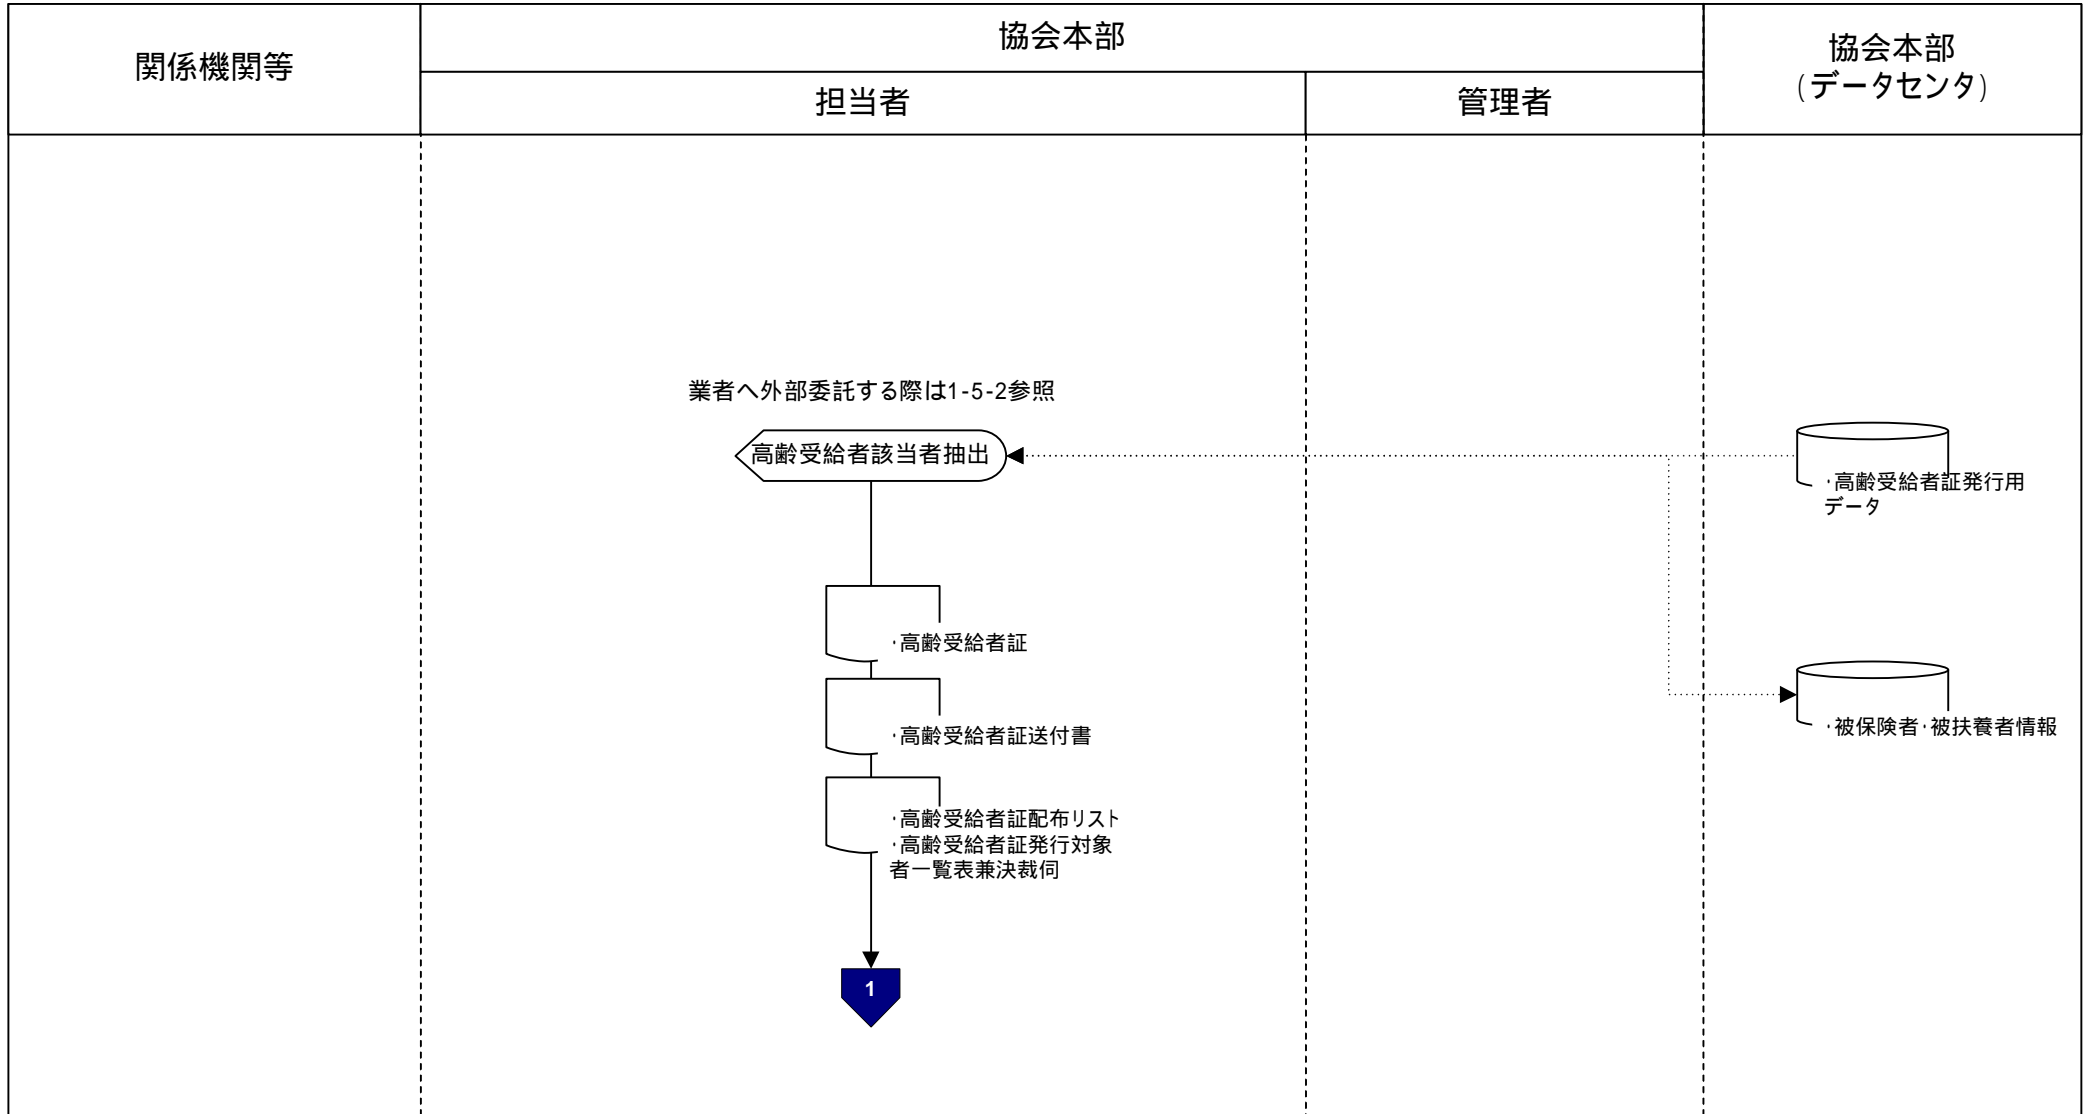 関係機関等
協会本部
担当者
管理者
協会本部
(データセンタ)
業者へ外部委託する際は1-5-2参照
高齢受給者該当者抽出
・高齢受給者証発行用
データ
・高齢受給者証
・高齢受給者証送付書
・被保険者・被扶養者情報
・高齢受給者証配布リスト
・高齢受給者証発行対象
者一覧表兼決裁伺
1